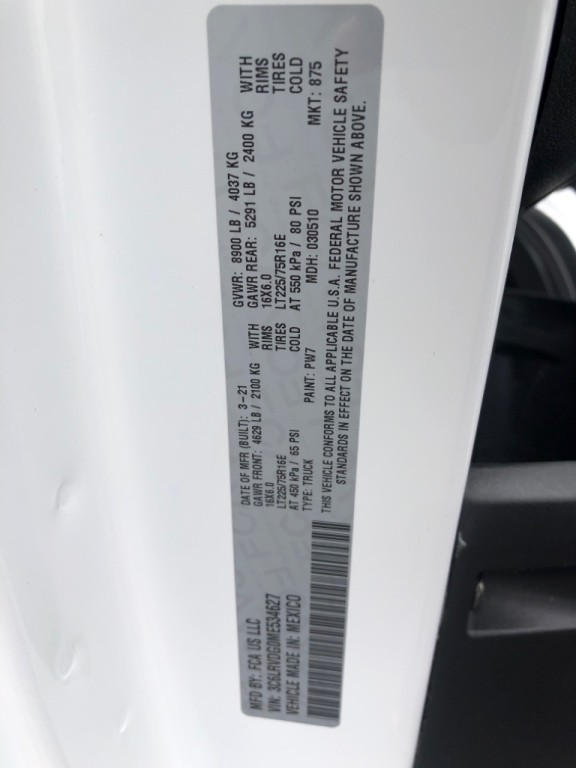 MFD BY: FCA US LLC
VIN: 3C6LRVDG0ME534627
VEHICLE MADE IN: MEXICO
DATE OF MFR (BUILT): 3-21 GVWR: 8900 LB / 4037 KG
GAWR FRONT: 4629 LB / 2100 KG WITH GAWR REAR: 5291 LB / 2400 KG WITH
16X6.0 RIMS 16X6.0 RIMS
LT225/75R16E TIRES LT225/75R16E TIRES
AT 450 kPa / 65 PSI COLD AT 550 kPa / 80 PSI COLD
TYPE: TRUCK PAINT: PW7 MDH: 030510 MKT: 875
THIS VEHICLE CONFORMS TO ALL APPLICABLE U.S.A. FEDERAL MOTOR VEHICLE SAFETY
STANDARDS IN EFFECT ON THE DATE OF MANUFACTURE SHOWN ABOVE.